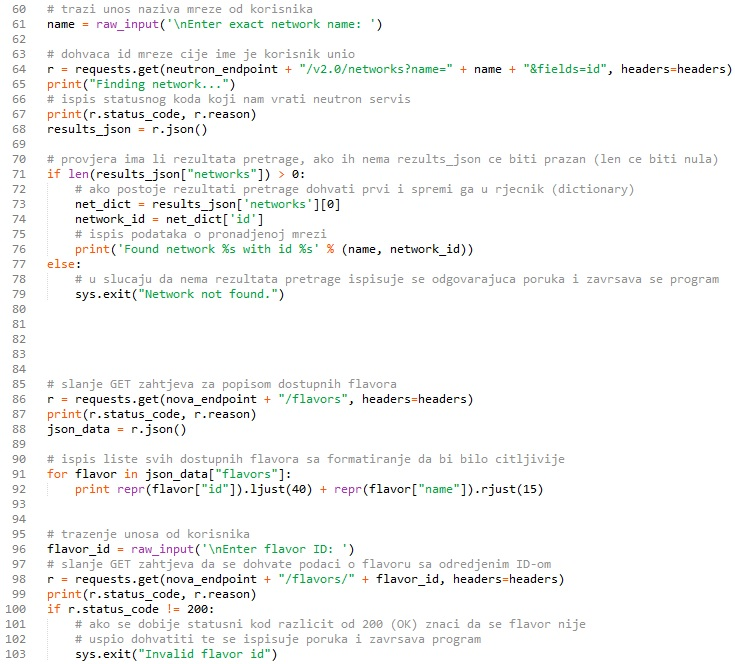 60 # trazi unos naziva mreze od korisnika
61 name = raw_input('\nEnter exact network name: ')
62
63 # dohvaca id mreze cije ime je korisnik unio
64 r = requests.get(neutron_endpoint + "/v2.0/networks?name=" + name + "&fields=id", headers=headers)
65 print("Finding network...")
66 # ispis statusnog koda koji nam vrati neutron servis
67 print(r.status_code, r.reason)
68 results_json = r.json()
69
70 # provjera ima li rezultata pretrage, ako ih nema rezults_json ce biti prazan (len ce biti nula)
71 if len(results_json["networks"]) > 0:
72     # ako postoje rezultati pretrage dohvati prvi i spremi ga u rjecnik (dictionary)
73     net_dict = results_json['networks'][0]
74     network_id = net_dict['id']
75     # ispis podataka o pronadjenoj mrezi
76     print('Found network %s with id %s' % (name, network_id))
77 else:
78     # u slucaju da nema rezultata pretrage ispisuje se odgovarajuca poruka i zavrsava se program
79     sys.exit("Network not found.")
80
81
82
83
84
85 # slanje GET zahtjeva za popisom dostupnih flavora
86 r = requests.get(nova_endpoint + "/flavors", headers=headers)
87 print(r.status_code, r.reason)
88 json_data = r.json()
89
90 # ispis liste svih dostupnih flavora sa formatiranje da bi bilo citljivije
91 for flavor in json_data["flavors"]:
92     print repr(flavor["id"]).ljust(40) + repr(flavor["name"]).rjust(15)
93
94
95 # trazenje unosa od korisnika
96 flavor_id = raw_input('\nEnter flavor ID: ')
97 # slanje GET zahtjeva da se dohvate podaci o flavoru sa odredjenim ID-om
98 r = requests.get(nova_endpoint + "/flavors/" + flavor_id, headers=headers)
99 print(r.status_code, r.reason)
100 if r.status_code != 200:
101     # ako se dobije statusni kod razlicit od 200 (OK) znaci da se flavor nije
102     # uspio dohvatiti te se ispisuje poruka i zavrsava program
103     sys.exit("Invalid flavor id")